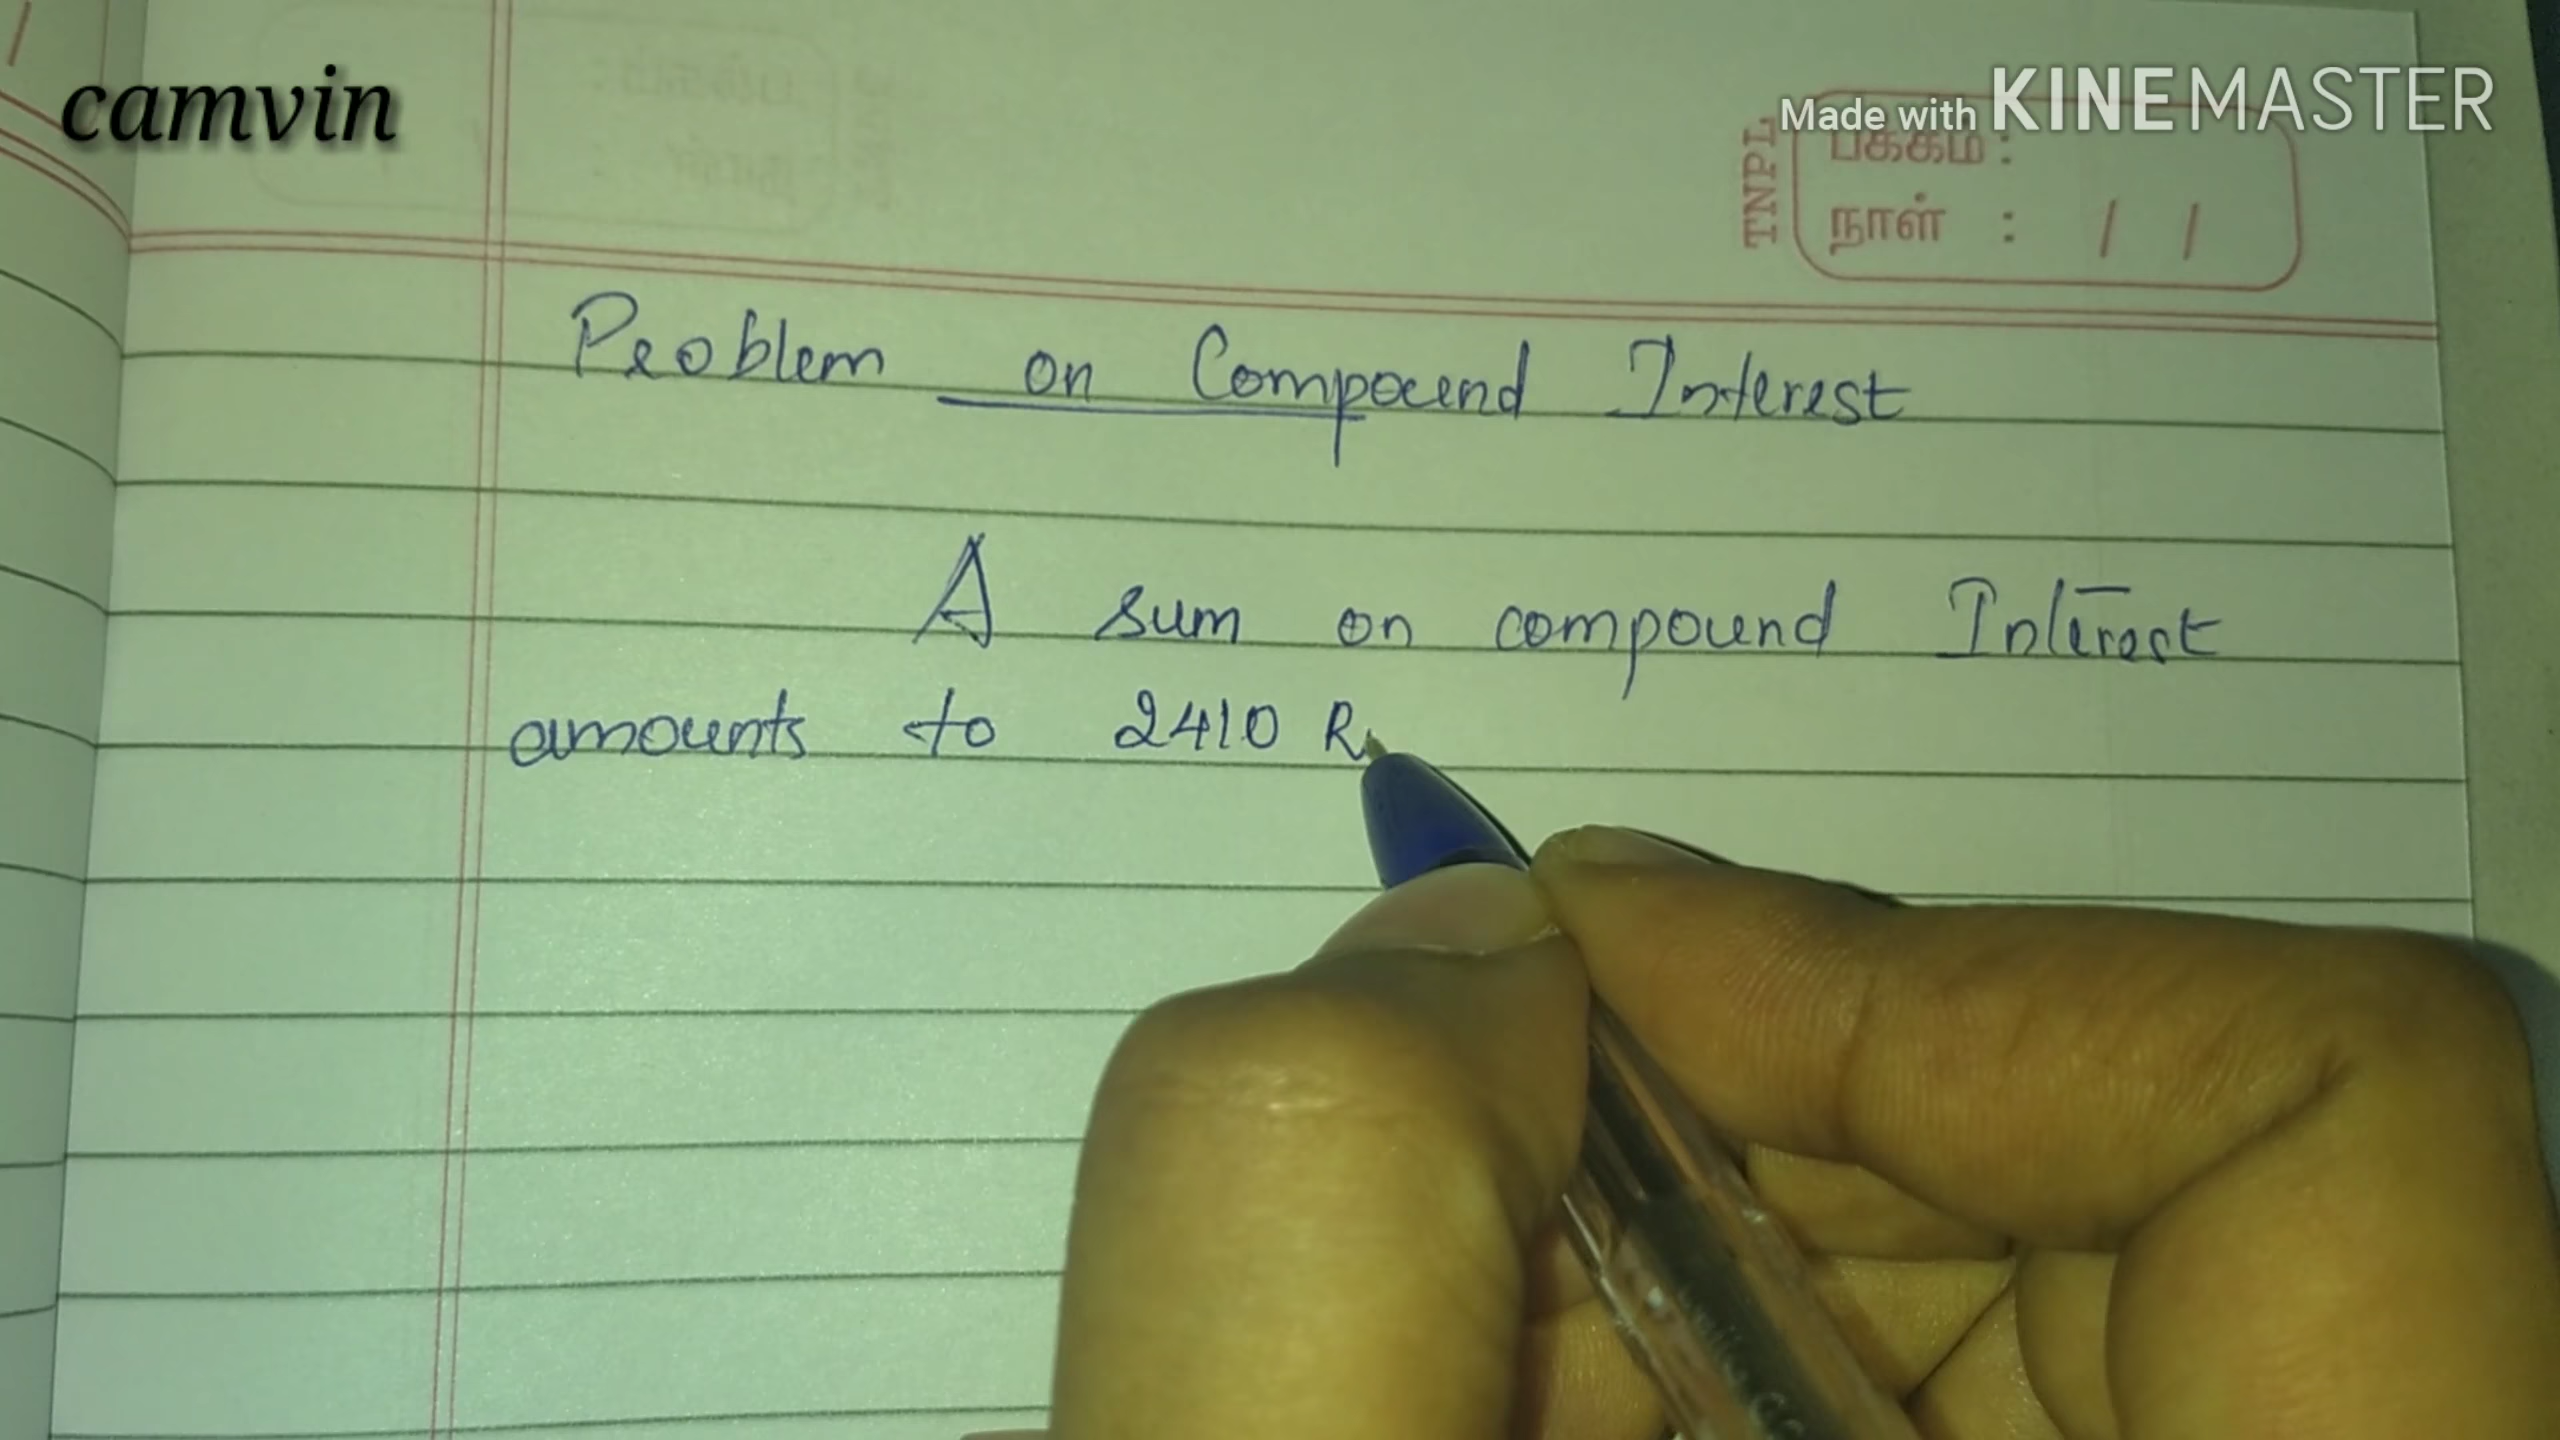 camvin
Made with KINEMASTER
TNPL
பக்கம் :
நாள் : / /
Problem on Compound Interest
A sum on compound Interest
amounts to 2410 R